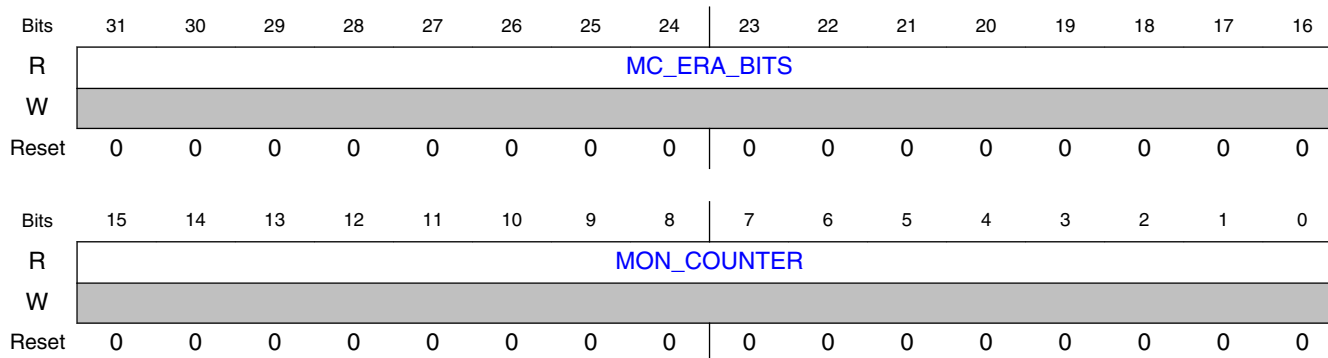 Bits 31 30 29 28 27 26 25 24 23 22 21 20 19 18 17 16
R MC_ERA_BITS
W
Reset 0 0 0 0 0 0 0 0 0 0 0 0 0 0 0 0
Bits 15 14 13 12 11 10 9 8 7 6 5 4 3 2 1 0
R MON_COUNTER
W
Reset 0 0 0 0 0 0 0 0 0 0 0 0 0 0 0 0